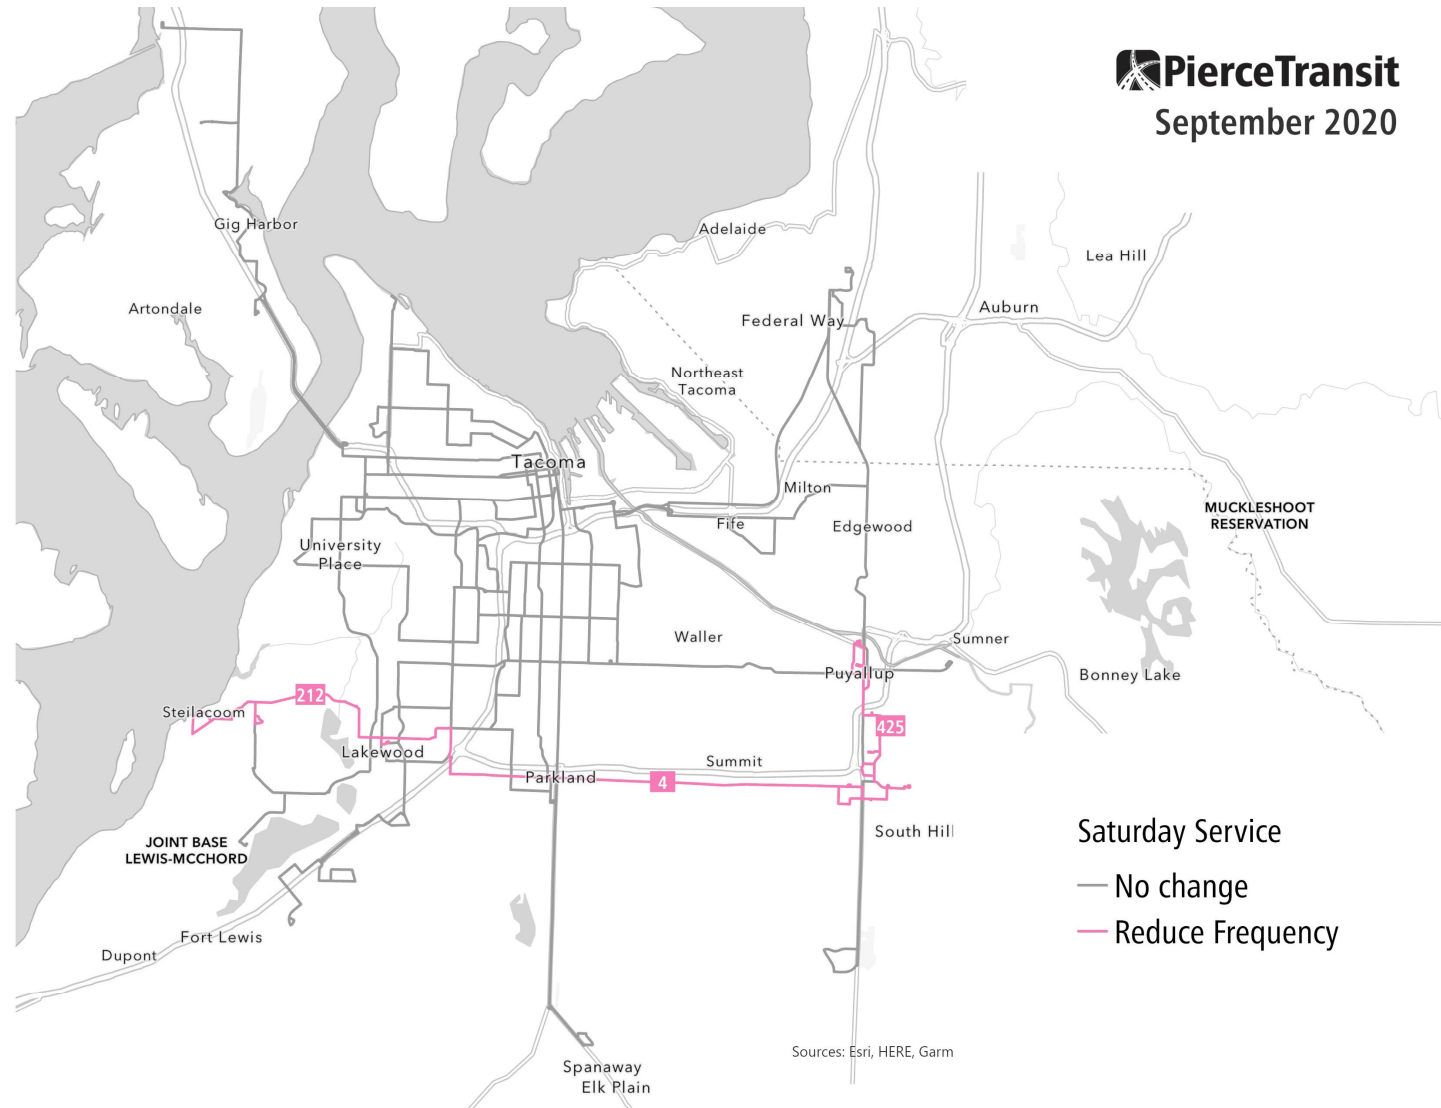 PierceTransit
September 2020
Gig Harbor
Adelaide
Lea Hill
Artondale
Auburn
Federal Way
Northeast
Tacoma
Tacoma
Milton
MUCKLESHOOT
RESERVATION
Fife
Edgewood
University
Place
Waller
Sumner
Puyallup
Bonney Lake
212
Steilacoom
425
Lakewood
Summit
Parkland
4
South Hill
JOINT BASE
LEWIS-MCCHORD
Saturday Service
No change
Reduce Frequency
Fort Lewis
Dupont
Sources: Esri, HERE, Garm
Spanaway
Elk Plain